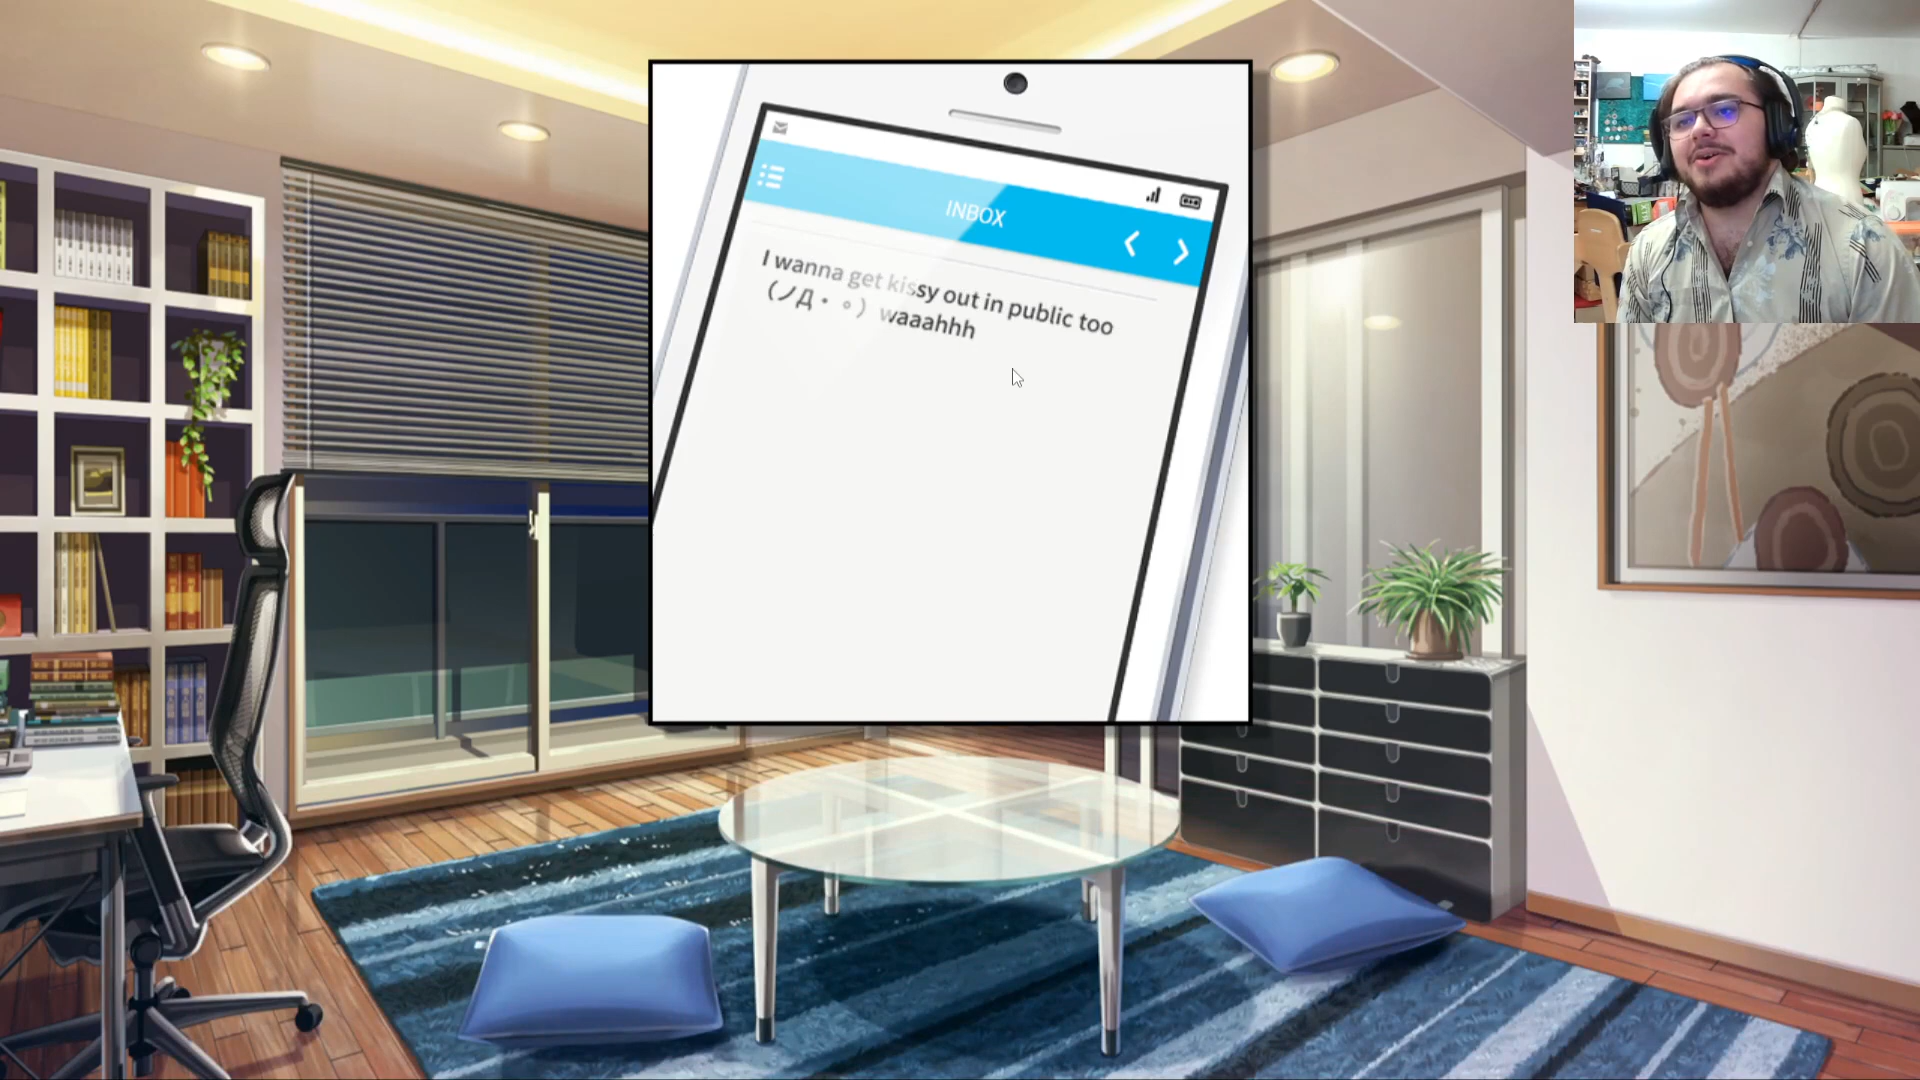 INBOX
I wanna get kissy out in public too
(ノД・。) waaahhh